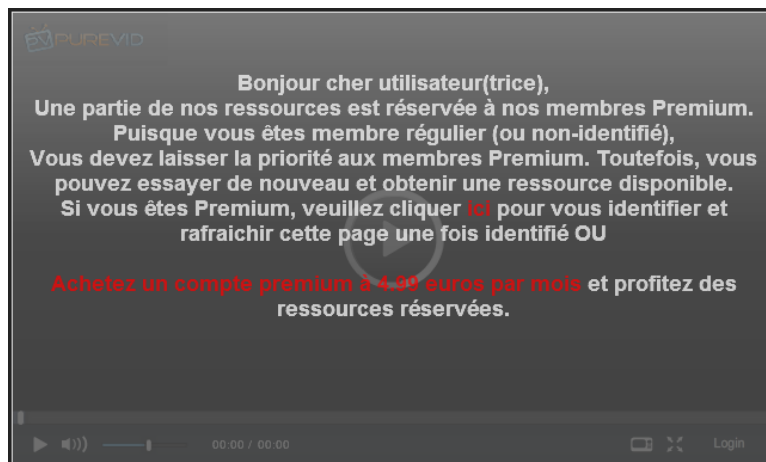 PUREVID
Bonjour cher utilisateur(trice),
Une partie de nos ressources est réservée à nos membres Premium.
Puisque vous êtes membre régulier (ou non-identifié),
Vous devez laisser la priorité aux membres Premium. Toutefois, vous
pouvez essayer de nouveau et obtenir une ressource disponible.
Si vous êtes Premium, veuillez cliquer ici pour vous identifier et
rafraichir cette page une fois identifié OU
Achetez un compte premium à 4.99 euros par mois et profitez des
ressources réservées.
00:00 / 00:00 Login